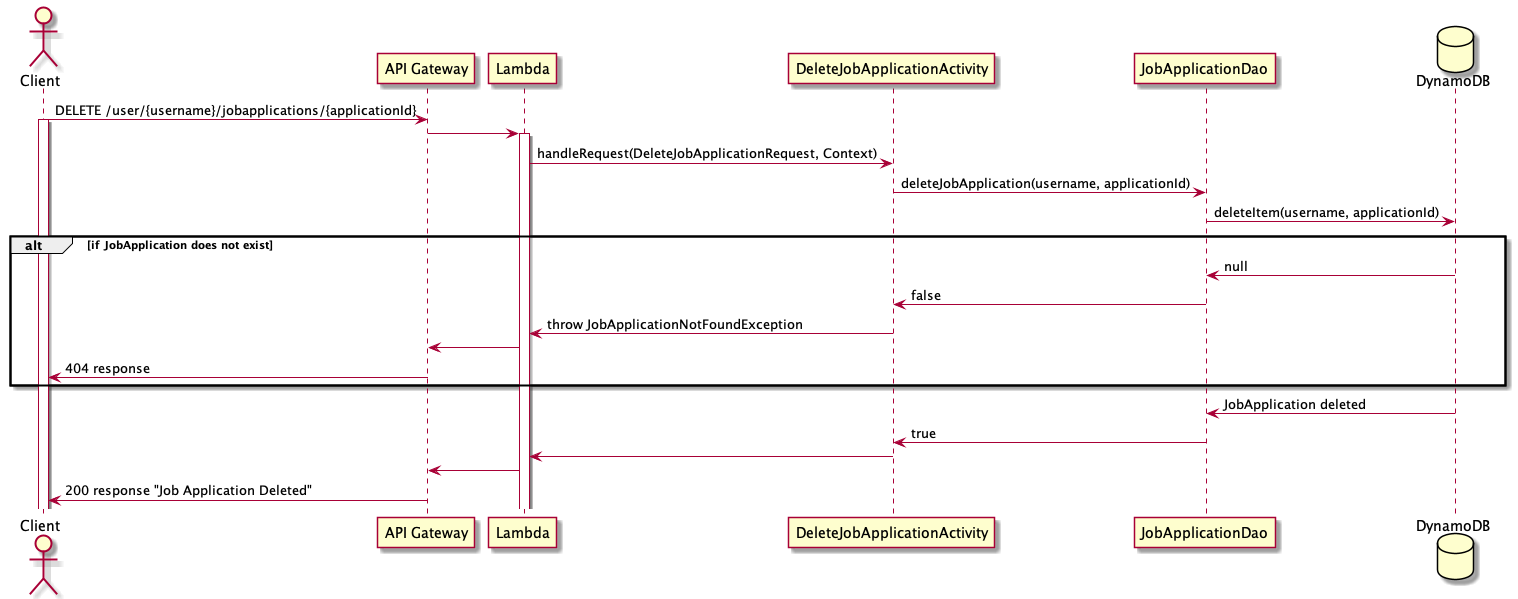 Client
API Gateway
Lambda
DeleteJobApplicationActivity
JobApplicationDao
DynamoDB
DELETE /user/{username}/jobapplications/{applicationId}
handleRequest(DeleteJobApplicationRequest, Context)
deleteJobApplication(username, applicationId)
deleteItem(username, applicationId)
alt
[if JobApplication does not exist]
null
false
throw JobApplicationNotFoundException
404 response
JobApplication deleted
true
200 response "Job Application Deleted"
Client
API Gateway
Lambda
DeleteJobApplicationActivity
JobApplicationDao
DynamoDB